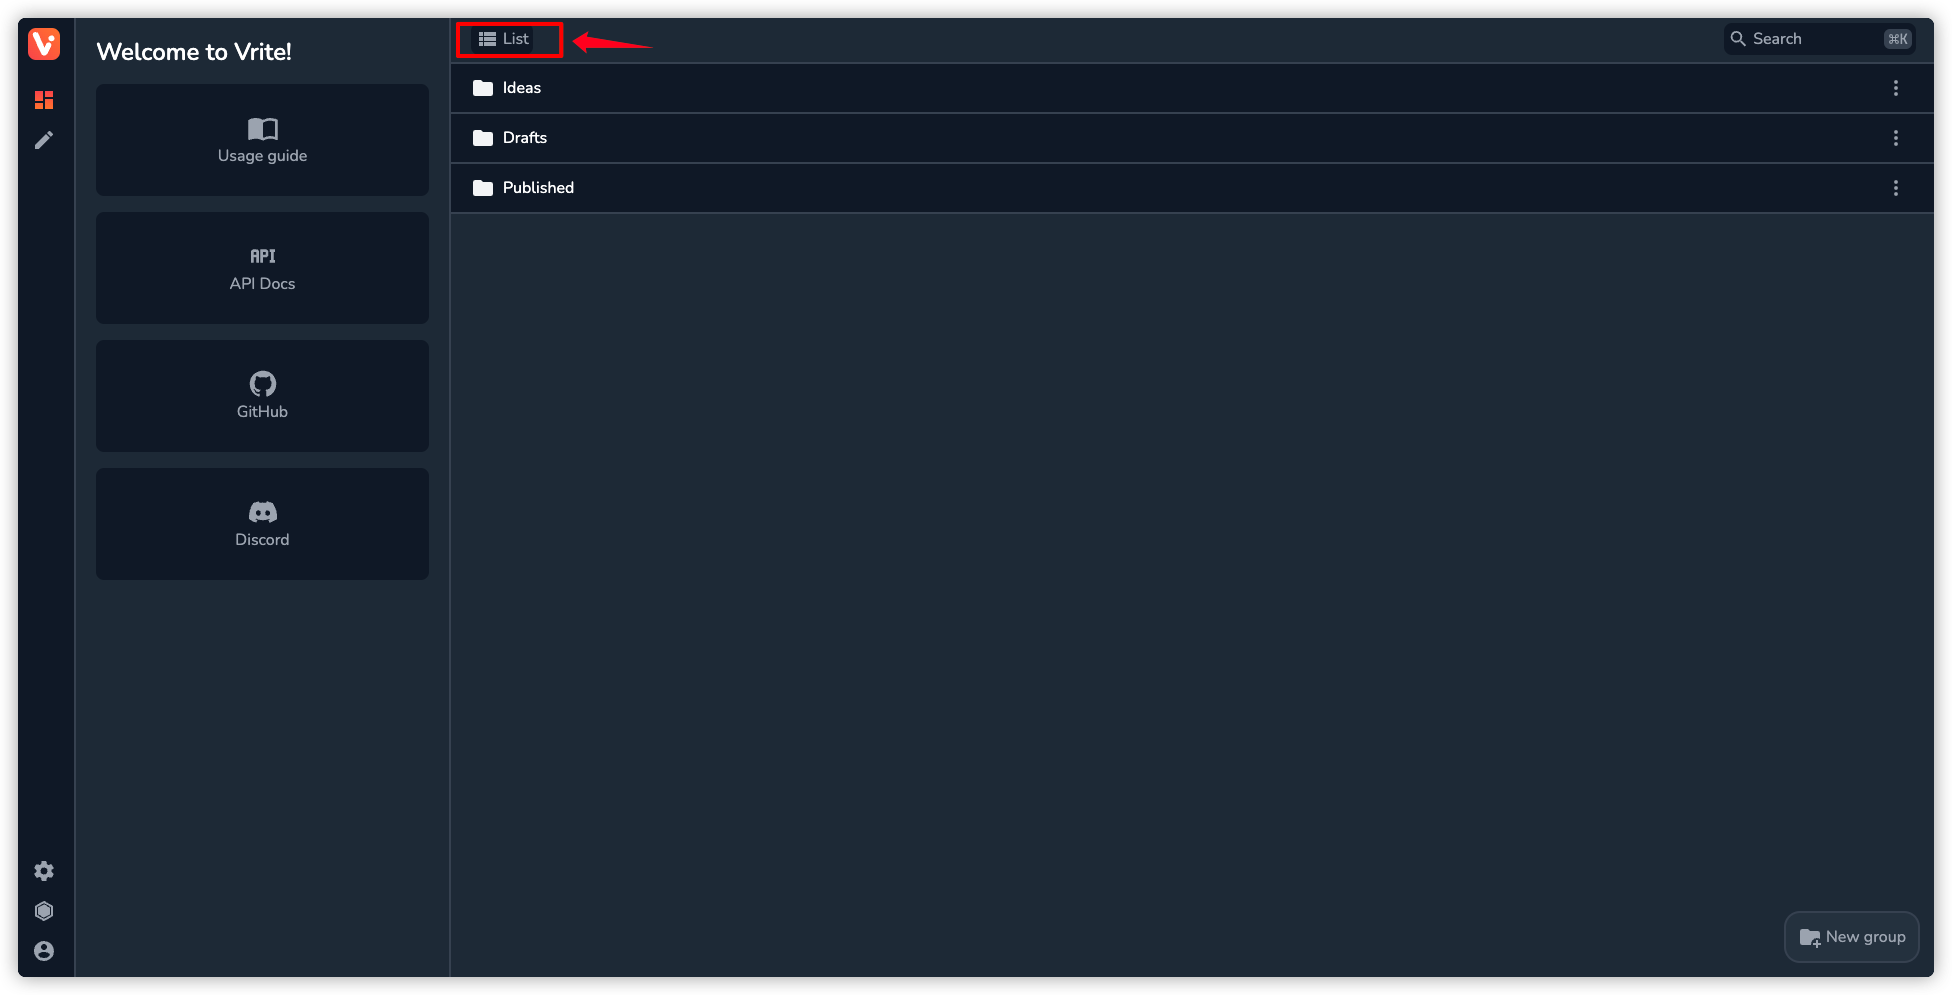 Welcome to Vrite!
Usage guide
API
API Docs
GitHub
Discord
List
Search
⌘K
Ideas
Drafts
Published
New group